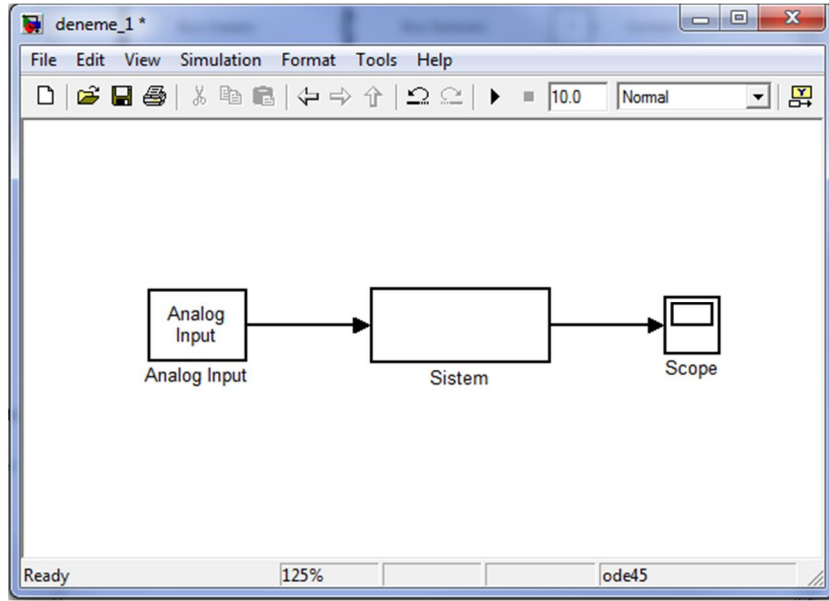 deneme_1 *
File Edit View Simulation Format Tools Help
10.0 Normal
Analog
Input
Analog Input
Sistem
Scope
Ready 125% ode45